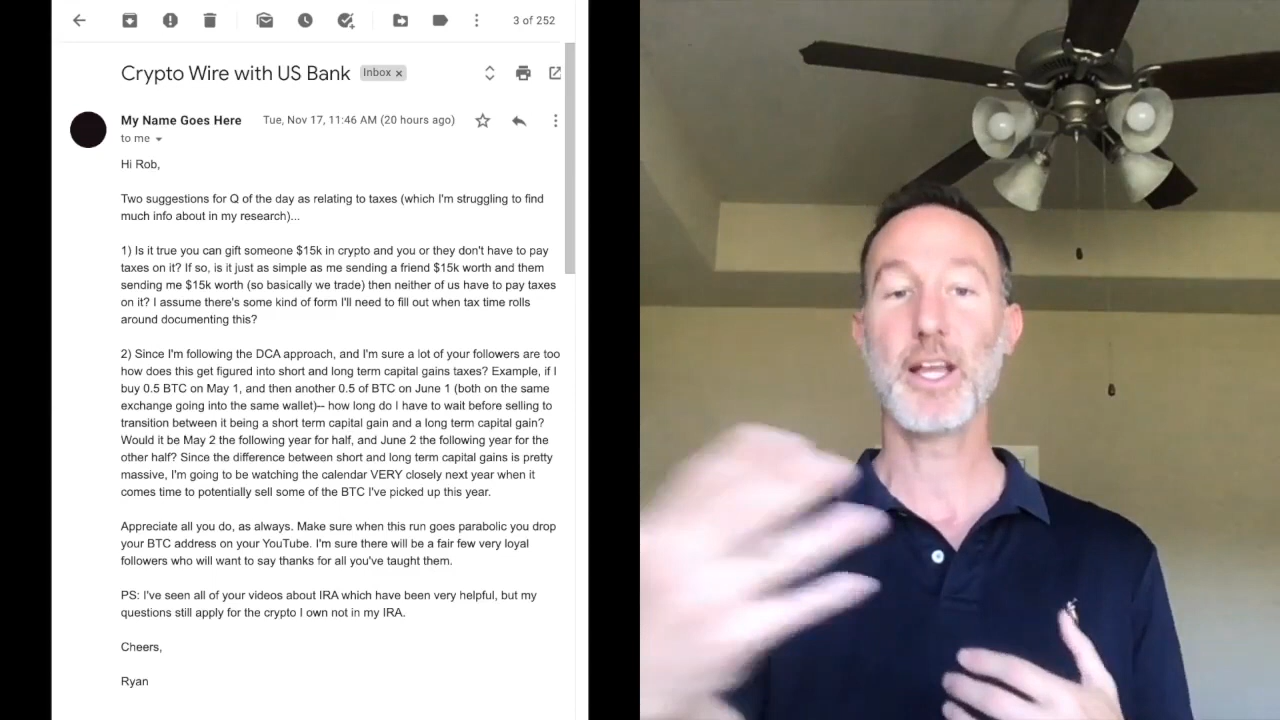 3 of 252
Crypto Wire with US Bank Inbox x
My Name Goes Here Tue, Nov 17, 11:46 AM (20 hours ago)
to me
Hi Rob,
Two suggestions for Q of the day as relating to taxes (which I'm struggling to find
much info about in my research)...
1) Is it true you can gift someone $15k in crypto and you or they don't have to pay
taxes on it? If so, is it just as simple as me sending a friend $15k worth and them
sending me $15k worth (so basically we trade) then neither of us have to pay taxes
on it? I assume there's some kind of form I'll need to fill out when tax time rolls
around documenting this?
2) Since I'm following the DCA approach, and I'm sure a lot of your followers are too
how does this get figured into short and long term capital gains taxes? Example, if I
buy 0.5 BTC on May 1, and then another 0.5 of BTC on June 1 (both on the same
exchange going into the same wallet)-- how long do I have to wait before selling to
transition between it being a short term capital gain and a long term capital gain?
Would it be May 2 the following year for half, and June 2 the following year for the
other half? Since the difference between short and long term capital gains is pretty
massive, I'm going to be watching the calendar VERY closely next year when it
comes time to potentially sell some of the BTC I've picked up this year.
Appreciate all you do, as always. Make sure when this run goes parabolic you drop
your BTC address on your YouTube. I'm sure there will be a fair few very loyal
followers who will want to say thanks for all you've taught them.
PS: I've seen all of your videos about IRA which have been very helpful, but my
questions still apply for the crypto I own not in my IRA.
Cheers,
Ryan